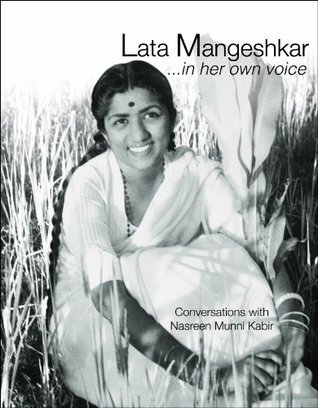 Lata Mangeshkar
...in her own voice
Conversations with
Nasreen Munni Kabir